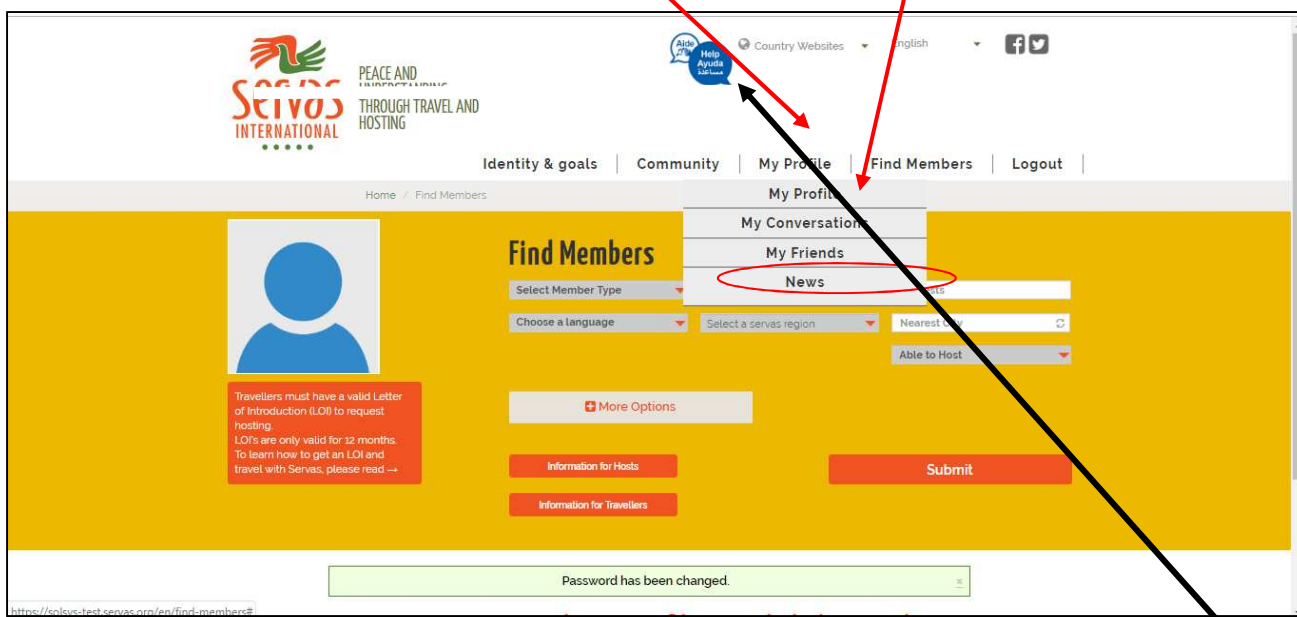 Aide
Help
Ayuda
مساعدة
Country Websites
English
PEACE AND
UNDERSTANDING
THROUGH TRAVEL AND
HOSTING
Servas
INTERNATIONAL
Identity & goals
Community
My Profile
Find Members
Logout
Home / Find Members
My Profile
My Conversations
My Friends
News
Find Members
Select Member Type
Choose a language
Select a servas region
Nearest City
Able to Host
Travellers must have a valid Letter
of Introduction (LOI) to request
hosting.
LOI's are only valid for 12 months.
To learn how to get an LOI and
travel with Servas, please read →
More Options
Information for Hosts
Submit
Information for Travellers
Password has been changed.
x
https://solsys-test.servas.org/en/find-members#